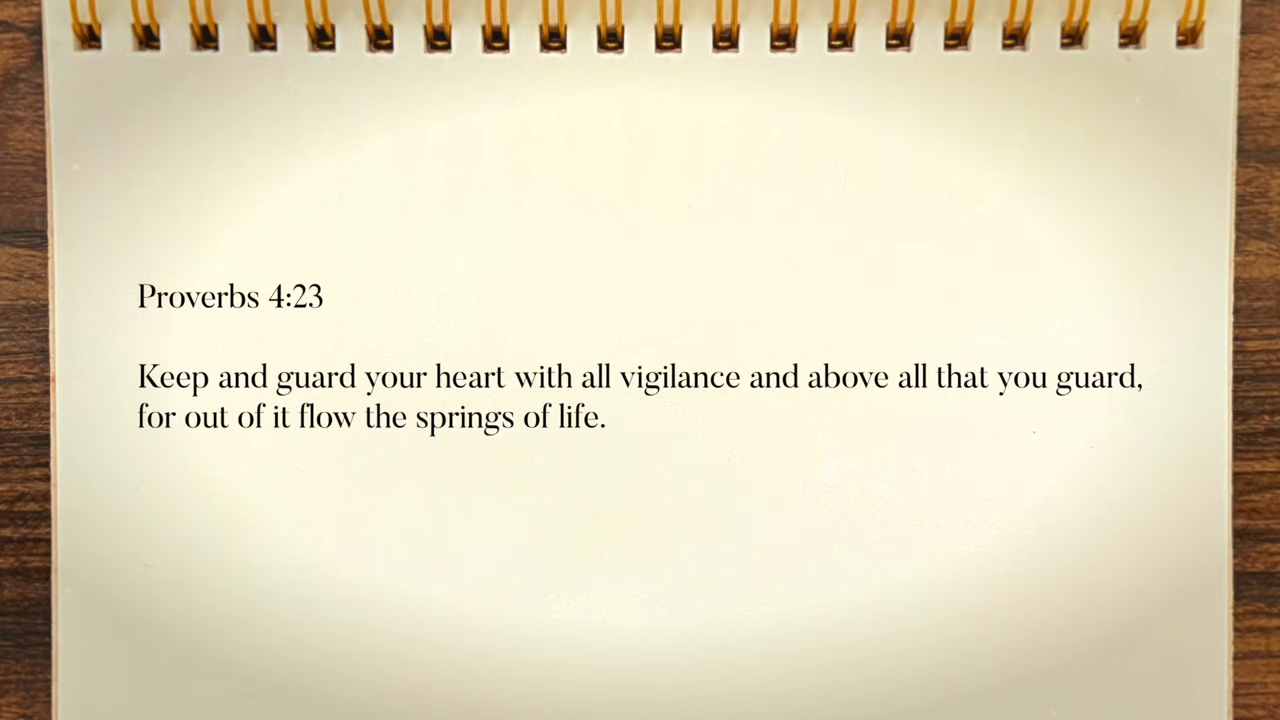 Proverbs 4:23
Keep and guard your heart with all vigilance and above all that you guard,
for out of it flow the springs of life.